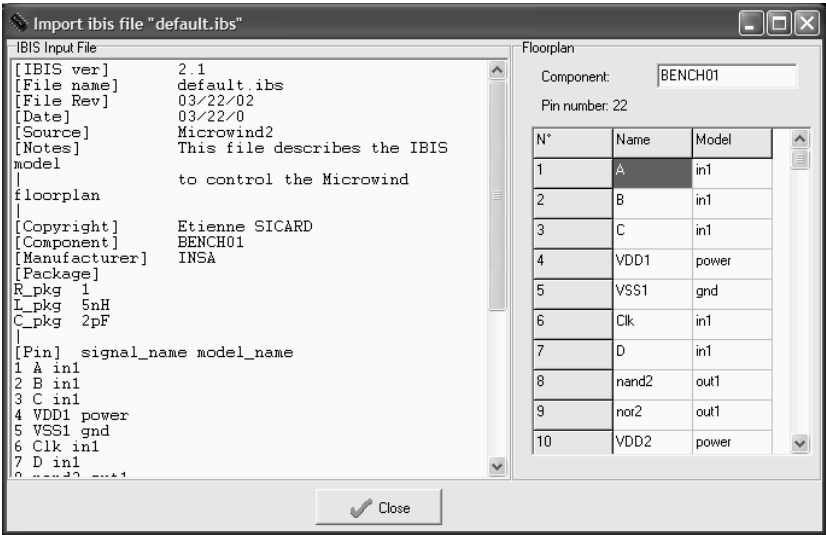 Import ibis file "default.ibs"
IBIS Input File
[IBIS ver] 2.1
[File name] default.ibs
[File Rev] 03/22/02
[Date] 03/22/0
[Source] Microwind2
[Notes] This file describes the IBIS
model
| to control the Microwind
floorplan
|
[Copyright] Etienne SICARD
[Component] BENCH01
[Manufacturer] INSA
[Package]
R_pkg 1
L_pkg 5nH
C_pkg 2pF
|
[Pin] signal_name model_name
1 A in1
2 B in1
3 C in1
4 VDD1 power
5 VSS1 gnd
6 Clk in1
7 D in1
8 nand2 out1
Floorplan
Component: BENCH01
Pin number: 22
N° Name Model
1 A in1
2 B in1
3 C in1
4 VDD1 power
5 VSS1 gnd
6 Clk in1
7 D in1
8 nand2 out1
9 nor2 out1
10 VDD2 power
Close